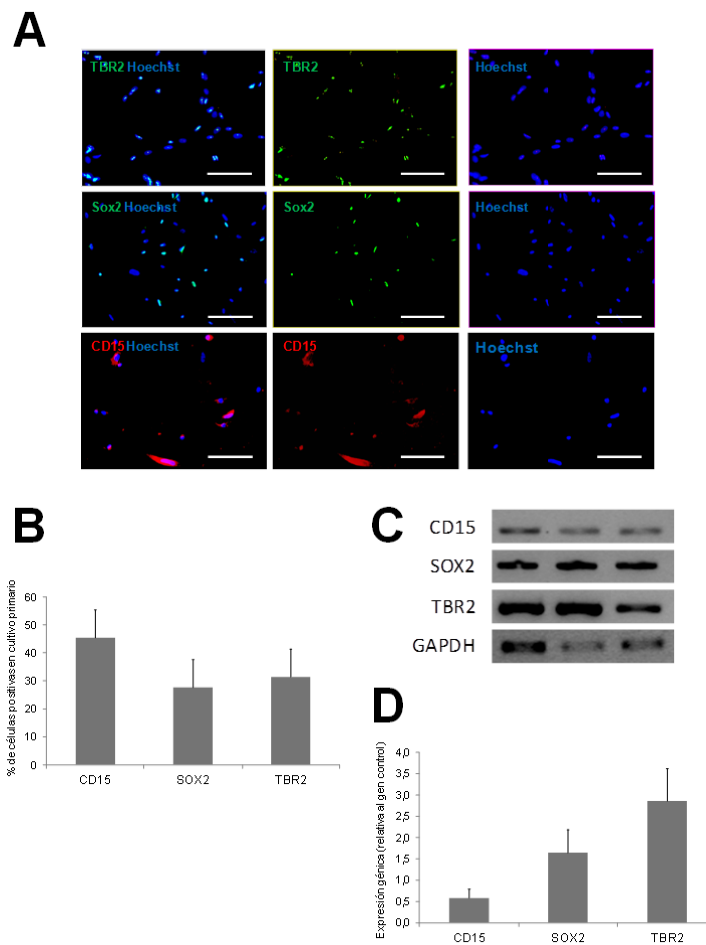 A
TBR2 Hoechst
TBR2
Hoechst
Sox2 Hoechst
Sox2
Hoechst
CD15 Hoechst
CD15
Hoechst
B
% de células positivas en cultivo primario
60
50
40
30
20
10
0
CD15
SOX2
TBR2
C
CD15
SOX2
TBR2
GAPDH
D
Expresión génica (relativa al gen control)
4,0
3,5
3,0
2,5
2,0
1,5
1,0
0,5
0,0
CD15
SOX2
TBR2